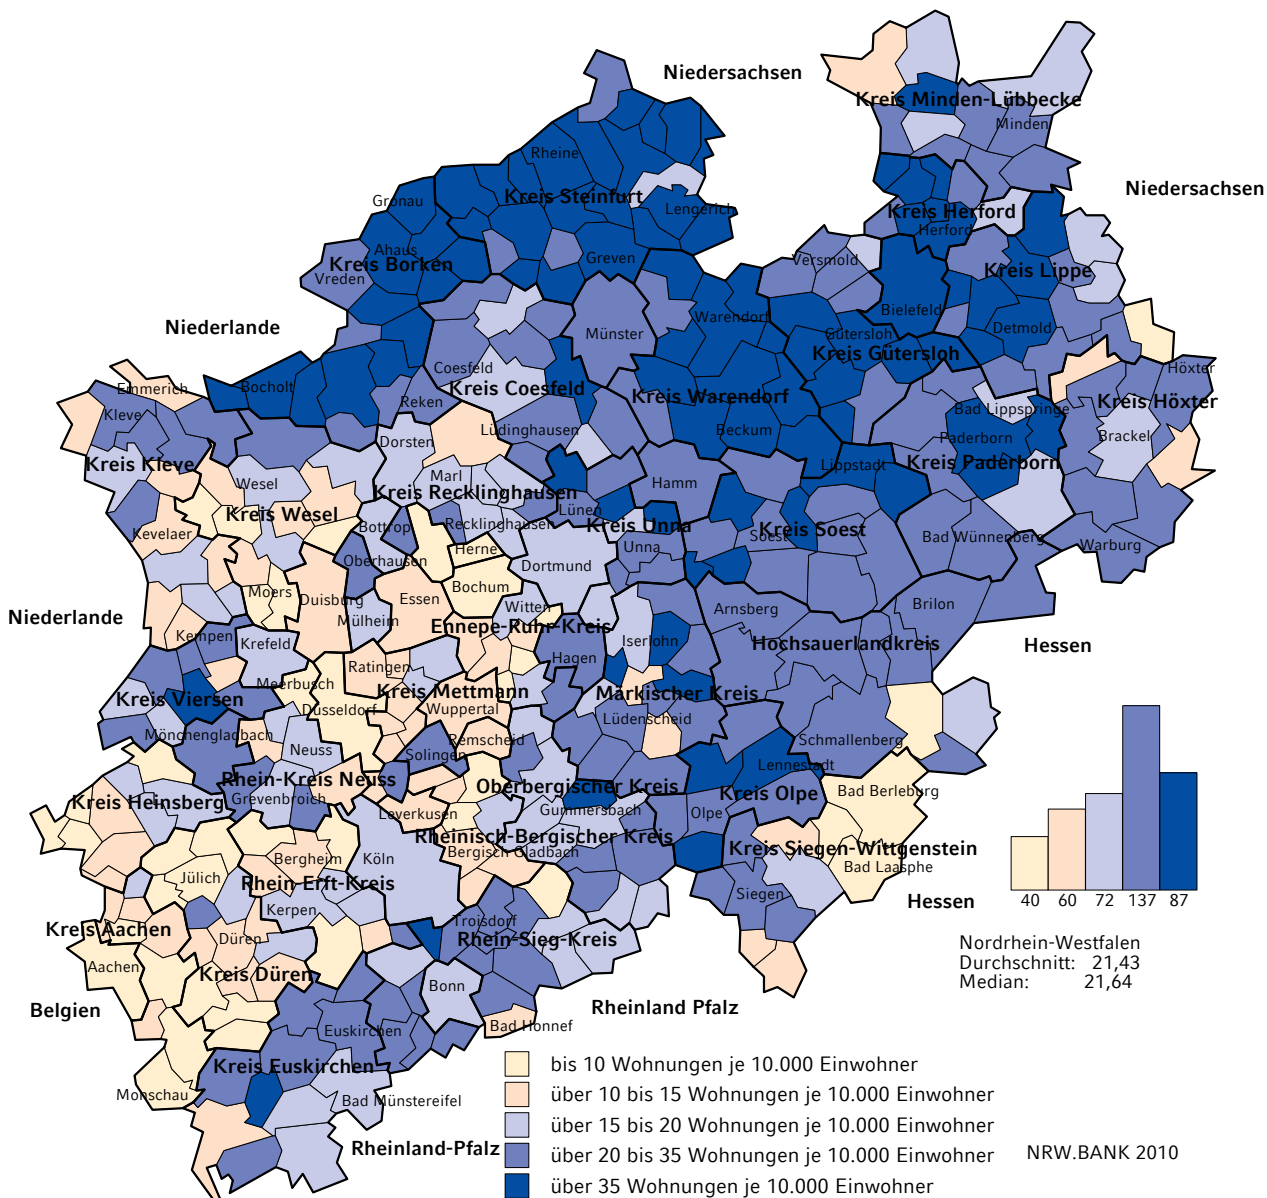 Niedersachsen
Kreis Minden-Lübbecke
Minden
Rheine
Niedersachsen
Kreis Steinfurt
Gronau
Lengerich
Kreis Herford
Herford
Ahaus
Kreis Borken
Greven
Versmold
Kreis Lippe
Vreden
Bielefeld
Warendorf
Niederlande
Münster
Gütersloh
Detmold
Kreis Gütersloh
Coesfeld
Höxter
Emmerich
Bocholt
Kreis Coesfeld
Kreis Warendorf
Reken
Kreis Höxter
Kleve
Bad Lippspringe
Dorsten
Lüdinghausen
Beckum
Paderborn
Brackel
Kreis Kleve
Lippstadt
Kreis Paderborn
Marl
Wesel
Kreis Recklinghausen
Hamm
Kreis Wesel
Lünen
Bottrop
Recklinghausen
Kreis Unna
Kreis Soest
Kevelaer
Soest
Bad Wünnenberg
Herne
Unna
Warburg
Oberhausen
Dortmund
Moers
Bochum
Duisburg
Essen
Witten
Arnsberg
Brilon
Niederlande
Mülheim
Ennepe-Ruhr-Kreis
Kempen
Krefeld
Iserlohn
Hochsauerlandkreis
Hessen
Hagen
Ratingen
Meerbusch
Kreis Mettmann
Märkischer Kreis
Kreis Viersen
Düsseldorf
Wuppertal
Lüdenscheid
Mönchengladbach
Remscheid
Schmallenberg
Neuss
Solingen
Lennestadt
Rhein-Kreis Neuss
Oberbergischer Kreis
Kreis Olpe
Bad Berleburg
Kreis Heinsberg
Grevenbroich
Leverkusen
Gummersbach
Olpe
Rheinisch-Bergischer Kreis
Kreis Siegen-Wittgenstein
Bergheim
Köln
Bergisch Gladbach
Bad Laasphe
Jülich
Rhein Erft-Kreis
Siegen
40 60 72 137 87
Hessen
Kerpen
Troisdorf
Kreis Aachen
Düren
Rhein-Sieg-Kreis
Nordrhein-Westfalen
Durchschnitt: 21,43
Median: 21,64
Aachen
Kreis Düren
Bonn
Belgien
Rheinland Pfalz
Euskirchen
Bad Honnef
Kreis Euskirchen
bis 10 Wohnungen je 10.000 Einwohner
Monschau
Bad Münstereifel
über 10 bis 15 Wohnungen je 10.000 Einwohner
über 15 bis 20 Wohnungen je 10.000 Einwohner
Rheinland-Pfalz
über 20 bis 35 Wohnungen je 10.000 Einwohner
NRW.BANK 2010
über 35 Wohnungen je 10.000 Einwohner